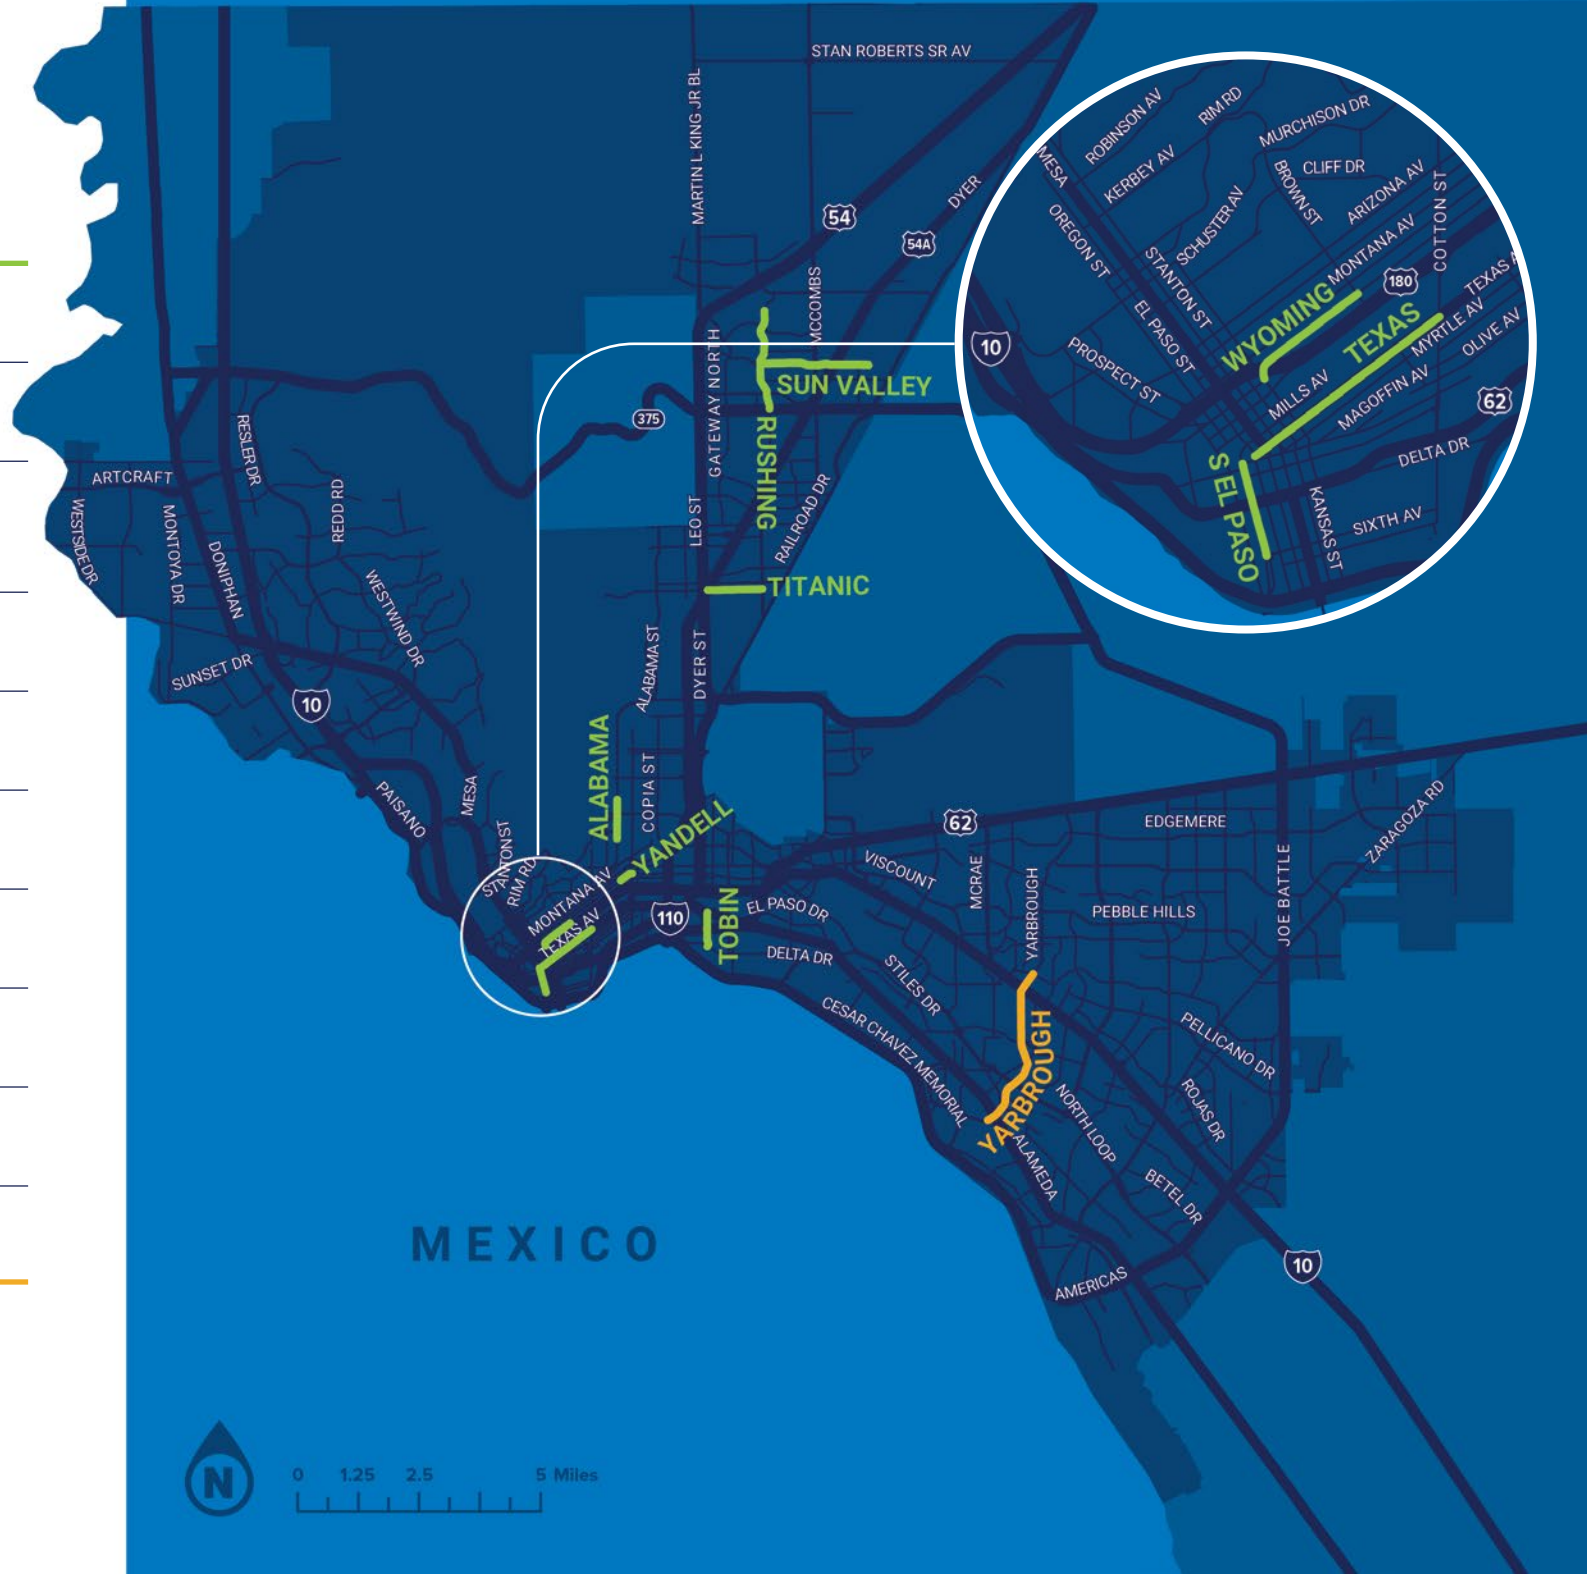 STAN ROBERTS SR AV
MARTIN L KING JR BL
54
54A
DYER
MCCOMBS
GATEWAY NORTH
SUN VALLEY
RUSHING
375
LEO ST
RAILROAD DR
TITANIC
ROBINSON AV
RIM RD
MURCHISON DR
MESA
KERBEY AV
CLIFF DR
BROWN ST
ARIZONA AV
SCHUSTER AV
COTTON ST
OREGON ST
STANTON ST
MONTANA AV
180
TEXAS A
EL PASO ST
WYOMING
TEXAS
MYRTLE AV
OLIVE AV
10
PROSPECT ST
MILLS AV
MAGOFFIN AV
62
DELTA DR
S EL PASO
KANSAS ST
SIXTH AV
RESLER DR
ARTCRAFT
REDD RD
WESTSIDE DR
MONTOYA DR
DONIPHAN
WESTWIND DR
SUNSET DR
10
ALABAMA ST
DYER ST
ALABAMA
COPIA ST
PAISANO
MESA
STANTON ST
RIM RD
YANDELL
MONTANA AV
TEXAS AV
110
TOBIN
EL PASO DR
DELTA DR
62
VISCOUNT
MCRAE
EDGEMERE
ZARAGOZA RD
JOE BATTLE
YARBROUGH
PEBBLE HILLS
STILES DR
CESAR CHAVEZ MEMORIAL
YARBROUGH
PELLICANO DR
ROJAS DR
NORTH LOOP
ALAMEDA
BETEL DR
AMERICAS
10
MEXICO
N
0 1.25 2.5 5 Miles